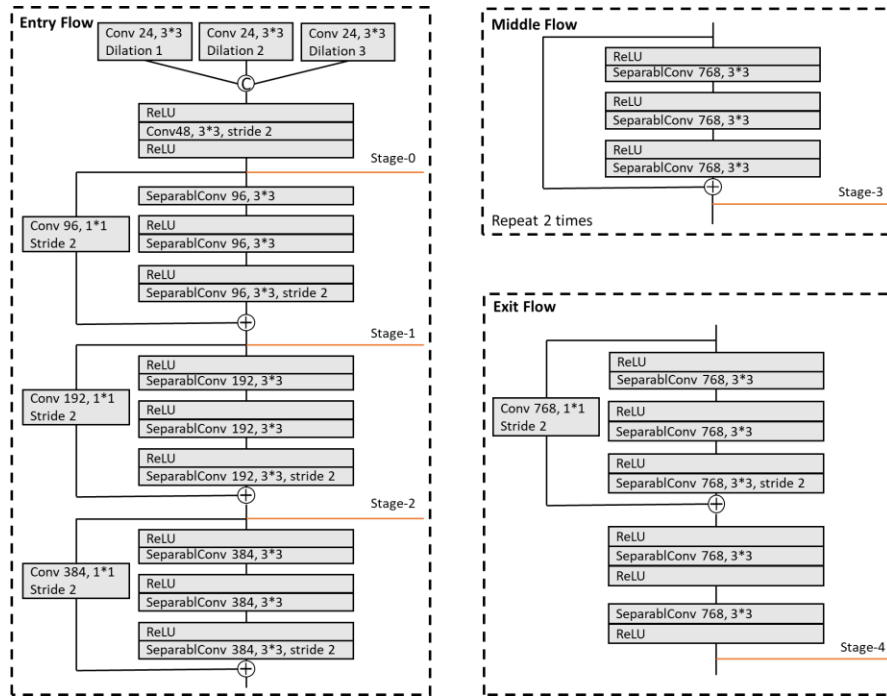 Entry Flow
Conv 24, 3*3
Dilation 1
Conv 24, 3*3
Dilation 2
Conv 24, 3*3
Dilation 3
C
ReLU
Conv48, 3*3, stride 2
ReLU
Stage-0
SeparablConv 96, 3*3
Conv 96, 1*1
Stride 2
ReLU
SeparablConv 96, 3*3
ReLU
SeparablConv 96, 3*3, stride 2
Stage-1
ReLU
SeparablConv 192, 3*3
Conv 192, 1*1
Stride 2
ReLU
SeparablConv 192, 3*3
ReLU
SeparablConv 192, 3*3, stride 2
Stage-2
ReLU
SeparablConv 384, 3*3
Conv 384, 1*1
Stride 2
ReLU
SeparablConv 384, 3*3
ReLU
SeparablConv 384, 3*3, stride 2
Middle Flow
ReLU
SeparablConv 768, 3*3
ReLU
SeparablConv 768, 3*3
ReLU
SeparablConv 768, 3*3
Stage-3
Repeat 2 times
Exit Flow
ReLU
SeparablConv 768, 3*3
Conv 768, 1*1
Stride 2
ReLU
SeparablConv 768, 3*3
ReLU
SeparablConv 768, 3*3, stride 2
ReLU
SeparablConv 768, 3*3
ReLU
SeparablConv 768, 3*3
ReLU
Stage-4